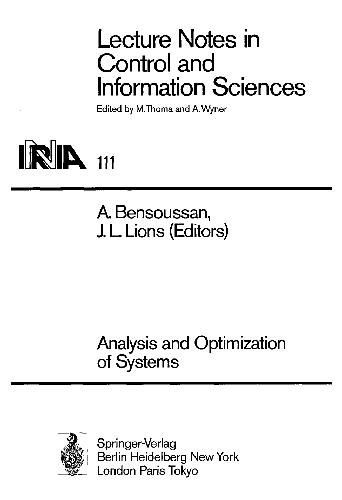 Lecture Notes in
Control and
Information Sciences
Edited by M.Thoma and A.Wyner
INRIA 111
A. Bensoussan,
J. L. Lions (Editors)
Analysis and Optimization
of Systems
Springer-Verlag
Berlin Heidelberg New York
London Paris Tokyo